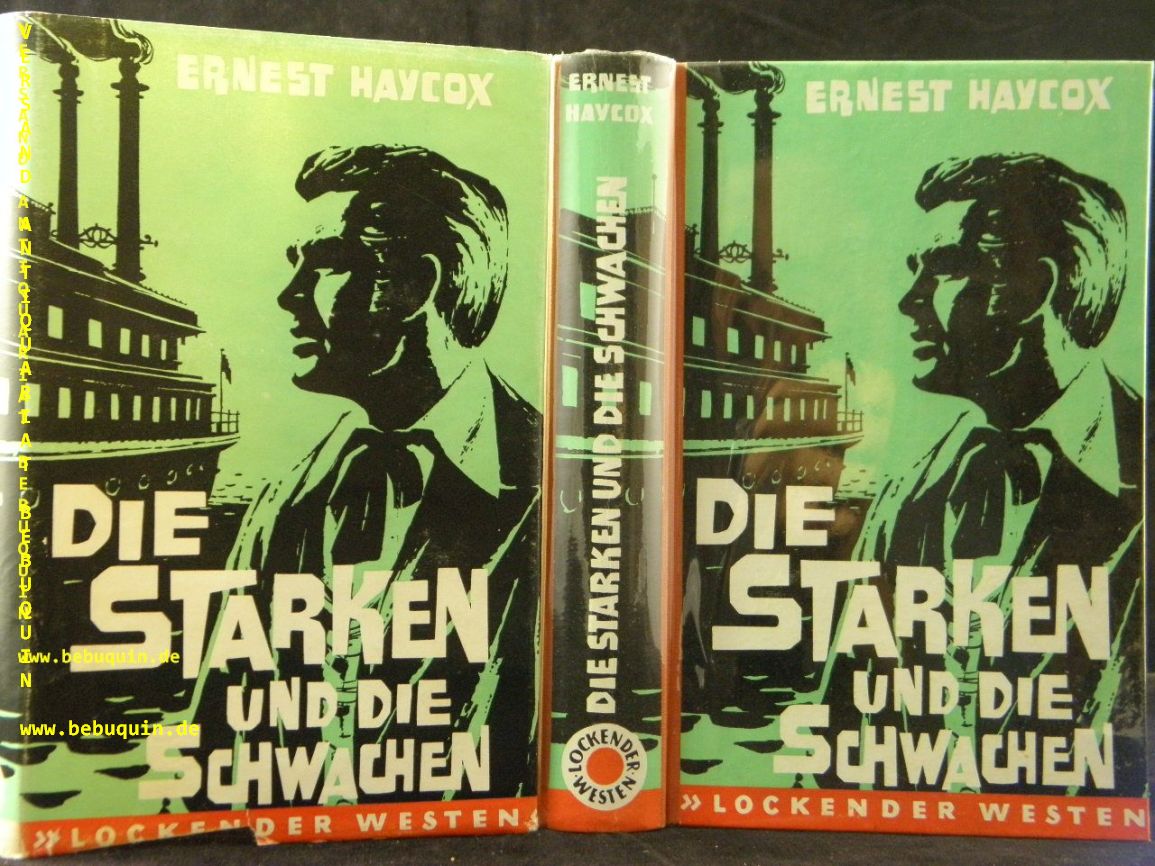 ERNEST HAYCOX
DIE
STARKEN
UND DIE
SCHWACHEN
» LOCKENDER WESTEN
ERNEST
HAYCOX
DIE STARKEN UND DIE SCHWACHEN
LOCKENDER
WESTEN
ERNEST HAYCOX
DIE
STARKEN
UND DIE
SCHWACHEN
» LOCKENDER WESTEN
www.bebuquin.de
www.bebuquin.de